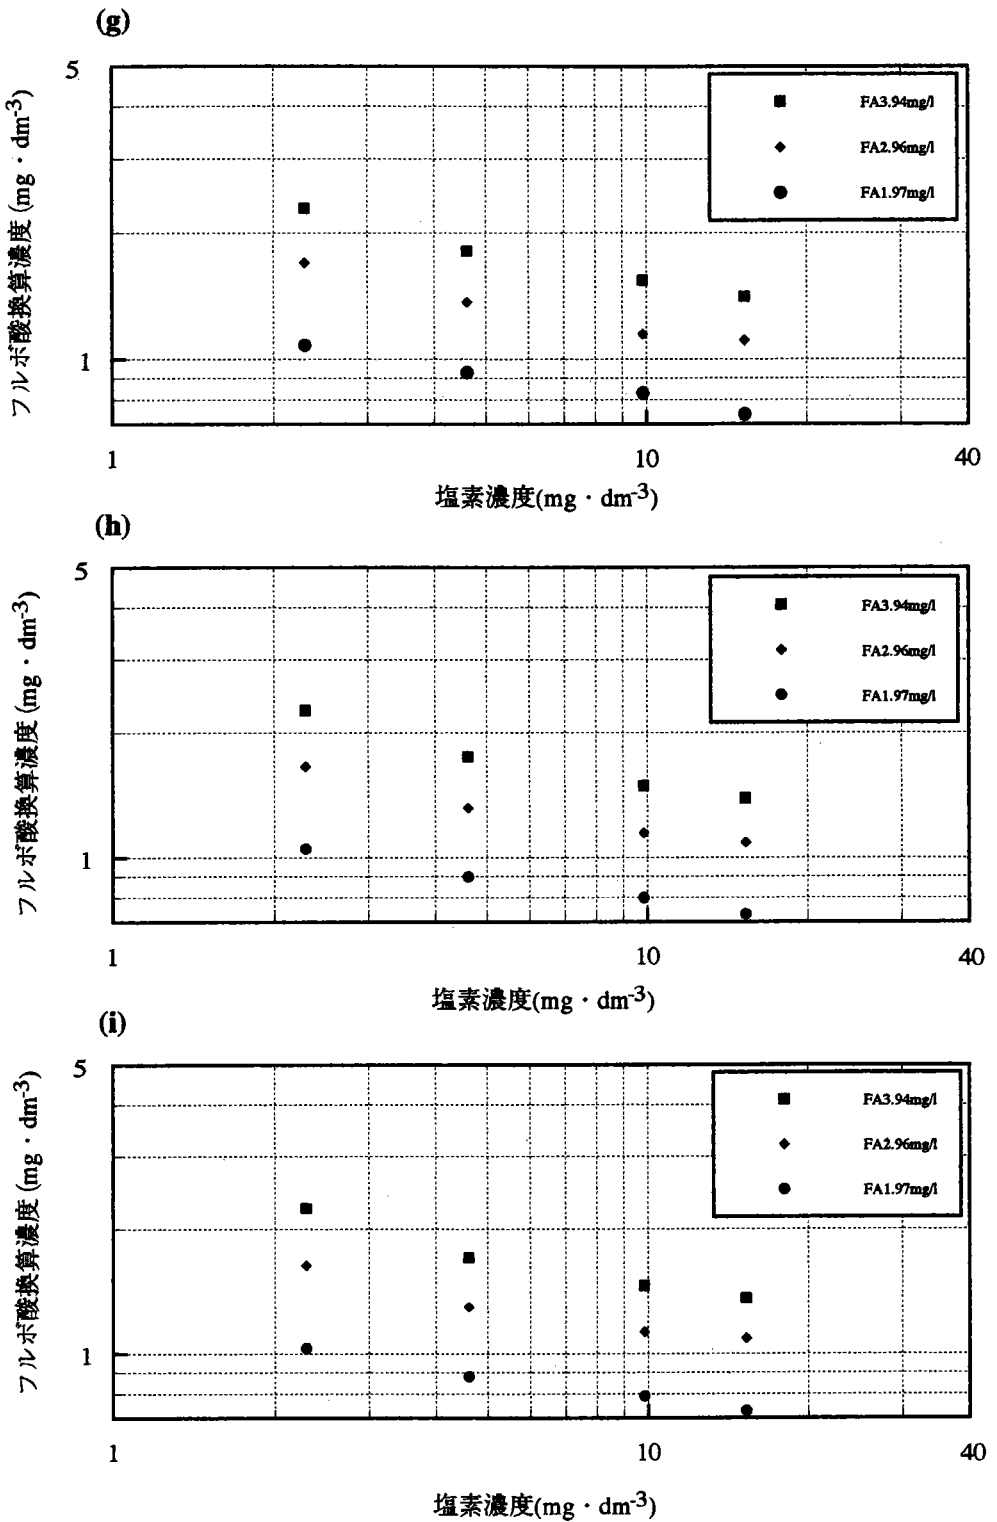 (g)
5
FA3.94mg/l
FA2.96mg/l
FA1.97mg/l
フルボ酸換算濃度(mg・dm-3)
1
1
10
40
塩素濃度(mg・dm-3)
(h)
5
FA3.94mg/l
FA2.96mg/l
FA1.97mg/l
フルボ酸換算濃度(mg・dm-3)
1
1
10
40
塩素濃度(mg・dm-3)
(i)
5
FA3.94mg/l
FA2.96mg/l
FA1.97mg/l
フルボ酸換算濃度(mg・dm-3)
1
1
10
40
塩素濃度(mg・dm-3)